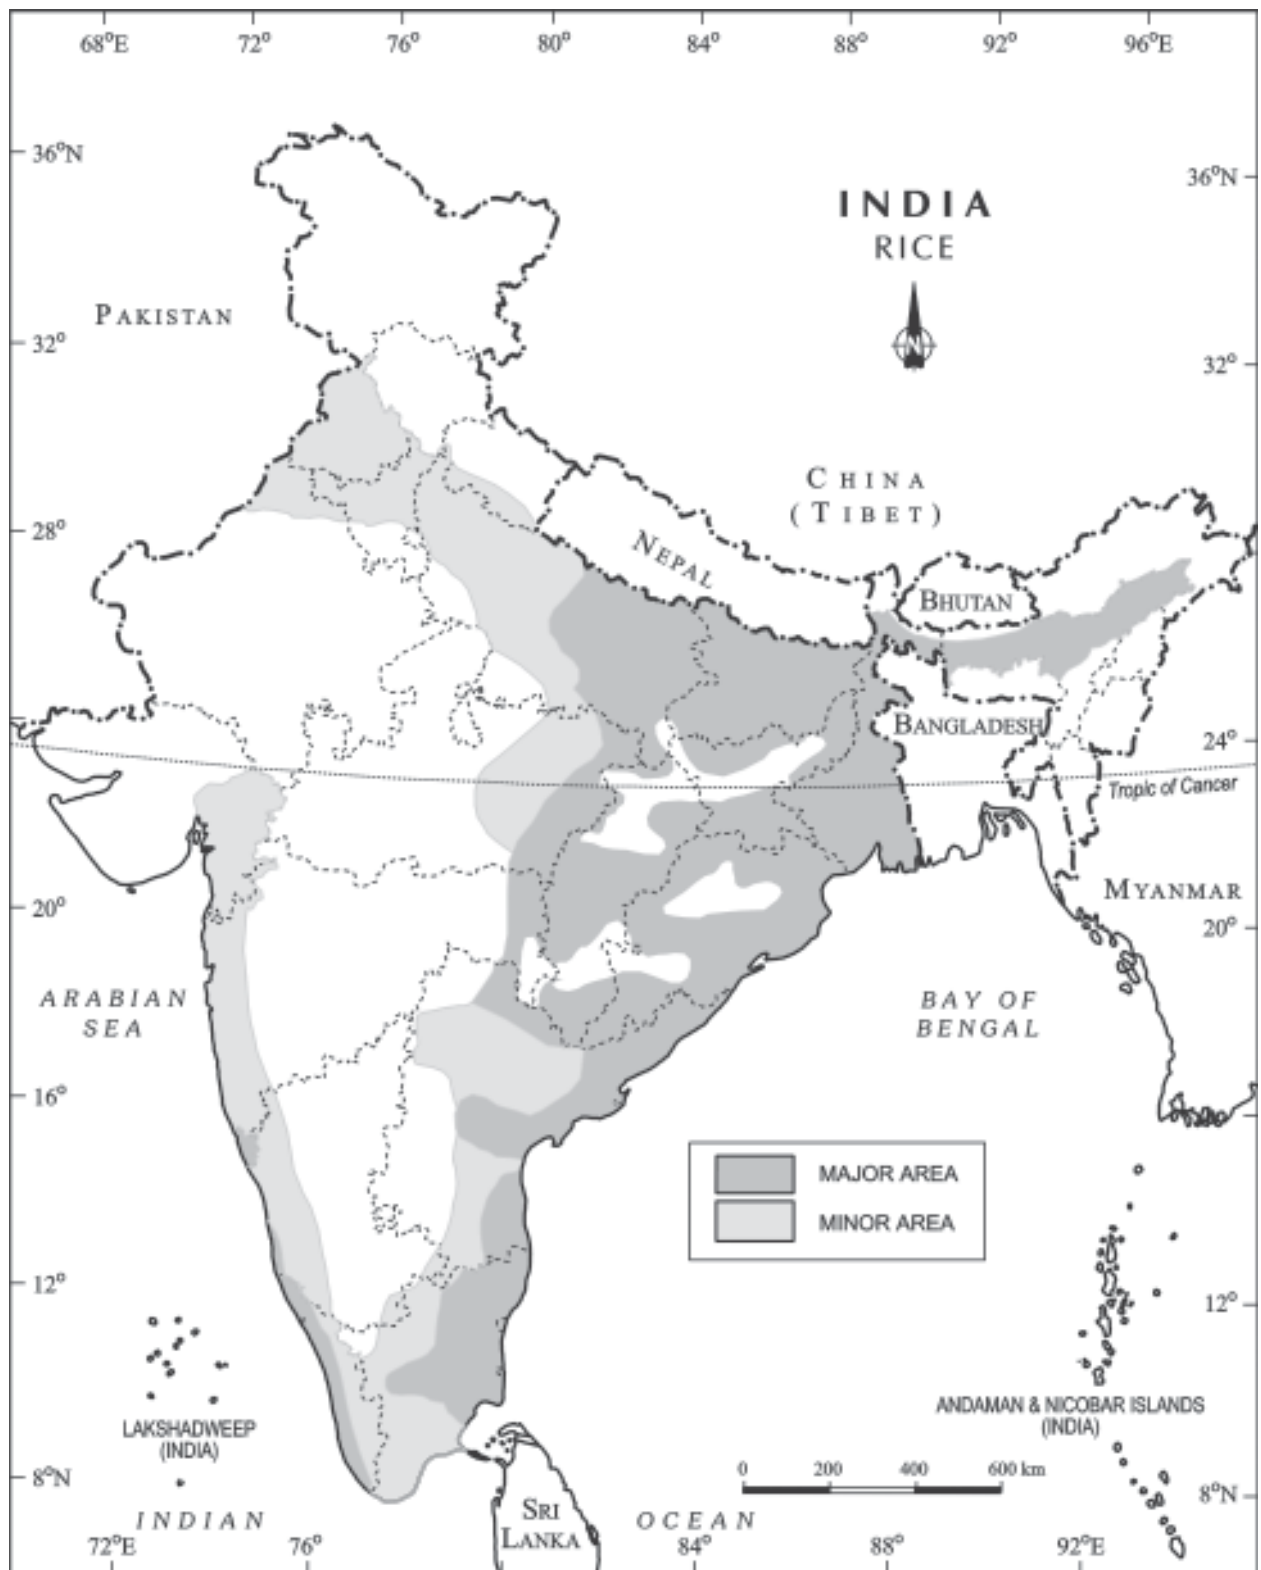 68°E 72° 76° 80° 84° 88° 92° 96°E
36°N
36°N
INDIA
RICE
N
PAKISTAN
32°
32°
CHINA
(TIBET)
NEPAL
28°
28°
BHUTAN
BANGLADESH
24°
Tropic of Cancer
MYANMAR
20°
20°
ARABIAN
SEA
BAY OF
BENGAL
16°
MAJOR AREA
MINOR AREA
12°
12°
LAKSHADWEEP
(INDIA)
ANDAMAN & NICOBAR ISLANDS
(INDIA)
0 200 400 600 km
8°N
8°N
SRI
LANKA
INDIAN OCEAN
72°E 76° 84° 88° 92°E